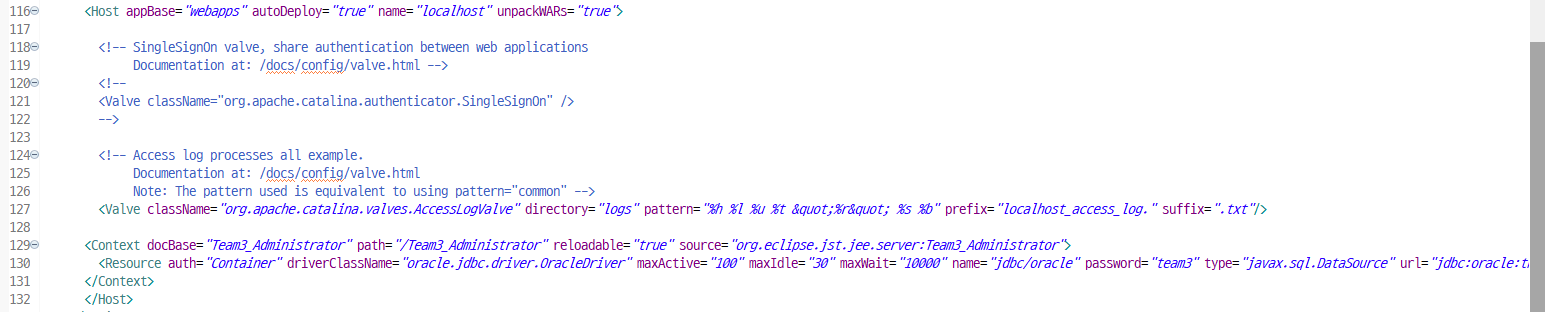 116 <Host appBase="webapps" autoDeploy="true" name="localhost" unpackWARs="true">
117
118 <!-- SingleSignOn valve, share authentication between web applications
119 Documentation at: /docs/config/valve.html -->
120 <!--
121 <Valve className="org.apache.catalina.authenticator.SingleSignOn" />
122 -->
123
124 <!-- Access log processes all example.
125 Documentation at: /docs/config/valve.html
126 Note: The pattern used is equivalent to using pattern="common" -->
127 <Valve className="org.apache.catalina.valves.AccessLogValve" directory="logs" pattern="%h %l %u %t &quot;%r&quot; %s %b" prefix="localhost_access_log." suffix=".txt"/>
128
129 <Context docBase="Team3_Administrator" path="/Team3_Administrator" reloadable="true" source="org.eclipse.jst.jee.server:Team3_Administrator">
130 <Resource auth="Container" driverClassName="oracle.jdbc.driver.OracleDriver" maxActive="100" maxIdle="30" maxWait="10000" name="jdbc/oracle" password="team3" type="javax.sql.DataSource" url="jdbc:oracle:t
131 </Context>
132 </Host>